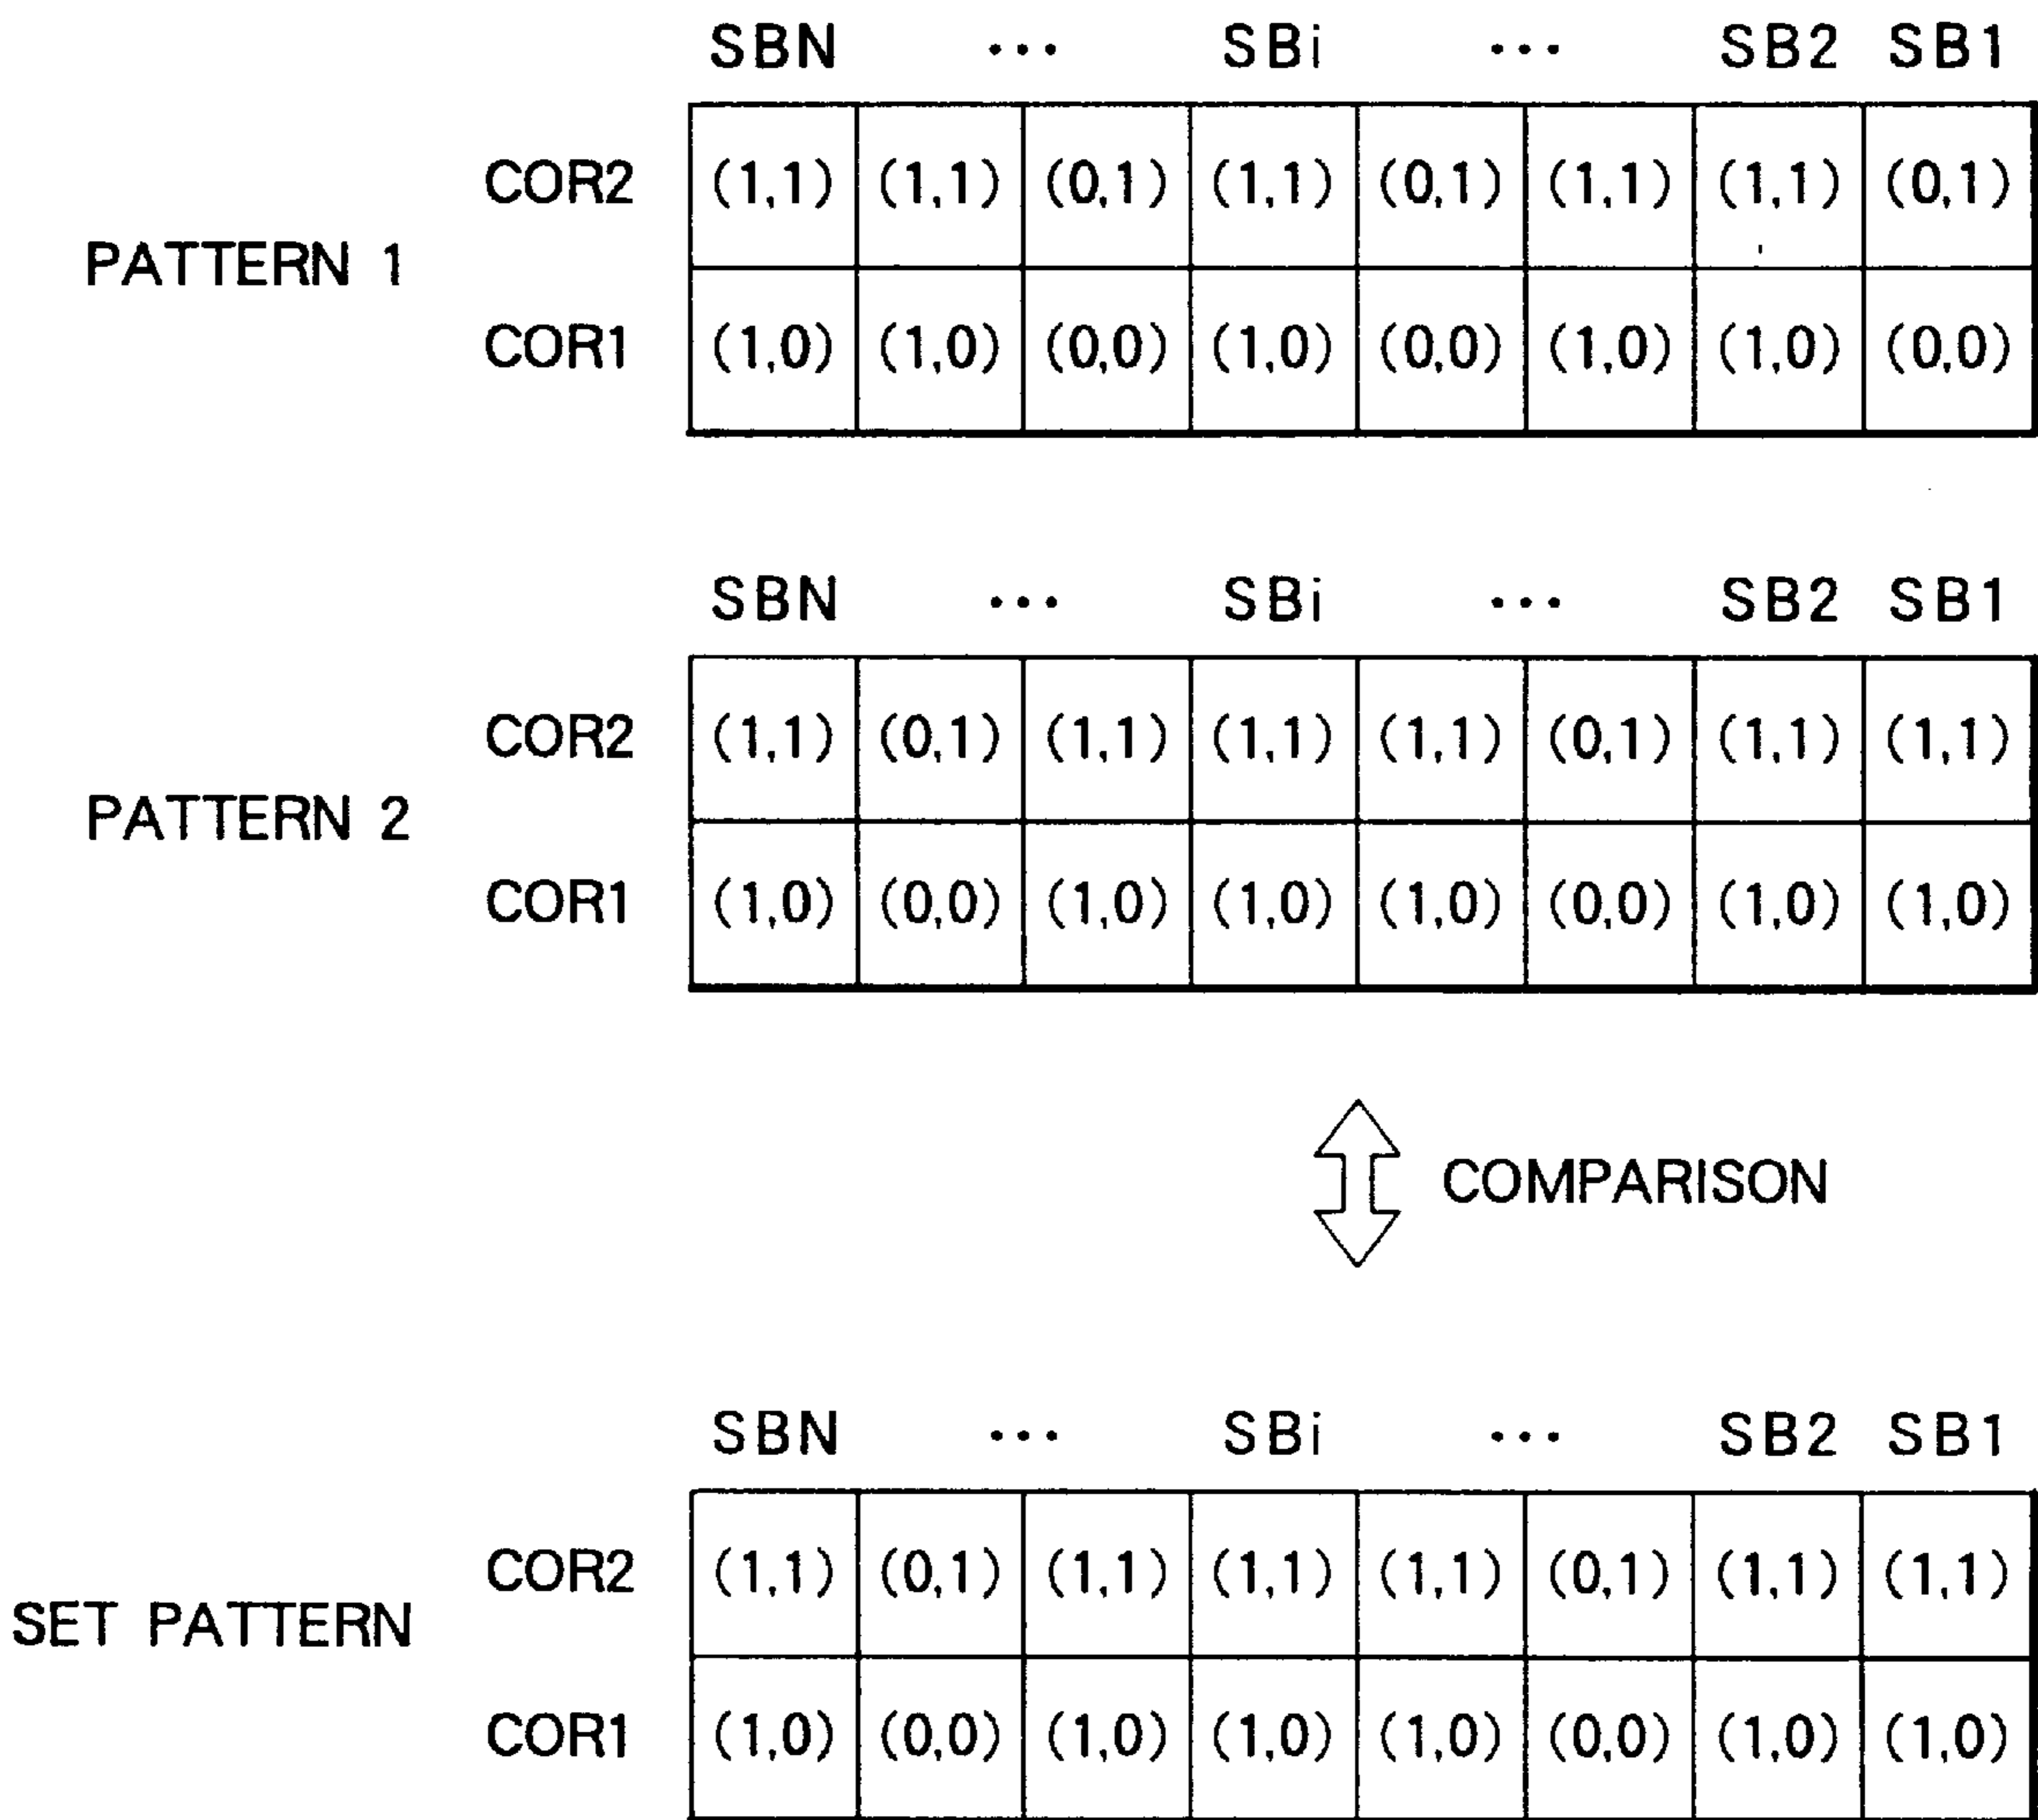 SBN ... SBi ... SB2 SB1
COR2 (1,1) (1,1) (0,1) (1,1) (0,1) (1,1) (1,1) (0,1)
PATTERN 1
COR1 (1,0) (1,0) (0,0) (1,0) (0,0) (1,0) (1,0) (0,0)
SBN ... SBi ... SB2 SB1
COR2 (1,1) (0,1) (1,1) (1,1) (1,1) (0,1) (1,1) (1,1)
PATTERN 2
COR1 (1,0) (0,0) (1,0) (1,0) (1,0) (0,0) (1,0) (1,0)
COMPARISON
SBN ... SBi ... SB2 SB1
COR2 (1,1) (0,1) (1,1) (1,1) (1,1) (0,1) (1,1) (1,1)
SET PATTERN
COR1 (1,0) (0,0) (1,0) (1,0) (1,0) (0,0) (1,0) (1,0)